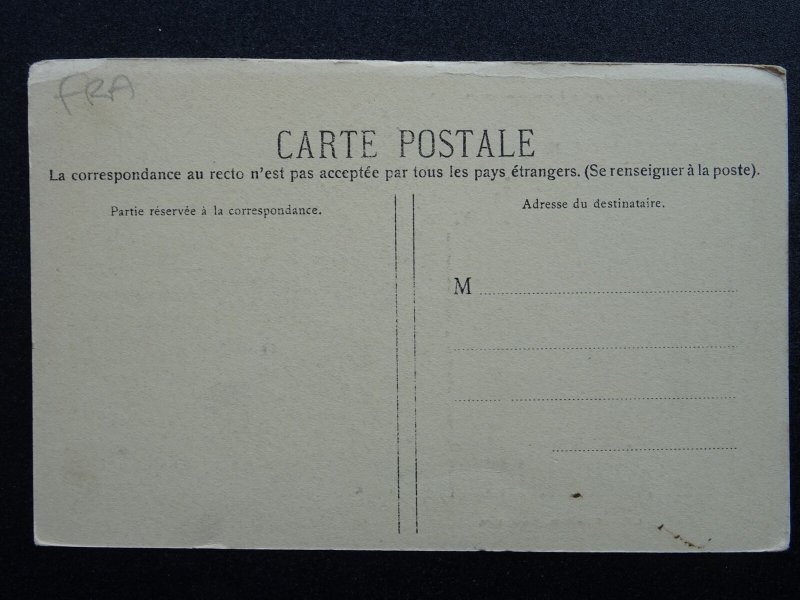 FRA
CARTE POSTALE
La correspondance au recto n'est pas acceptée par tous les pays étrangers. (Se renseigner à la poste).
Partie réservée à la correspondance.
Adresse du destinataire.
M